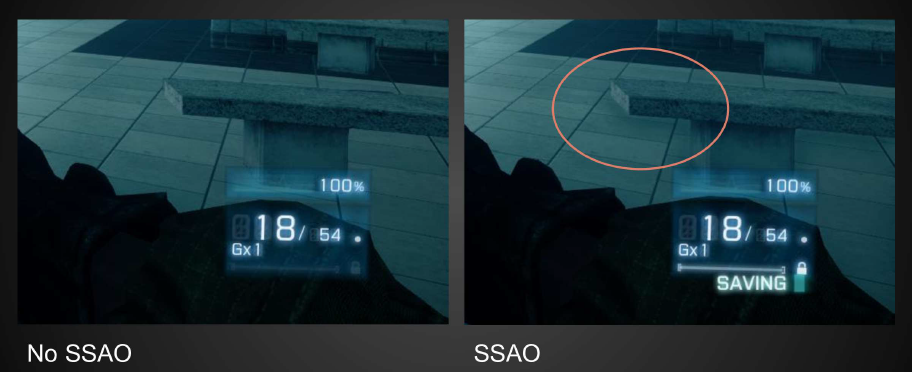 100%
18/ 54
Gx1
100%
18/ 54
Gx1
SAVING
No SSAO
SSAO